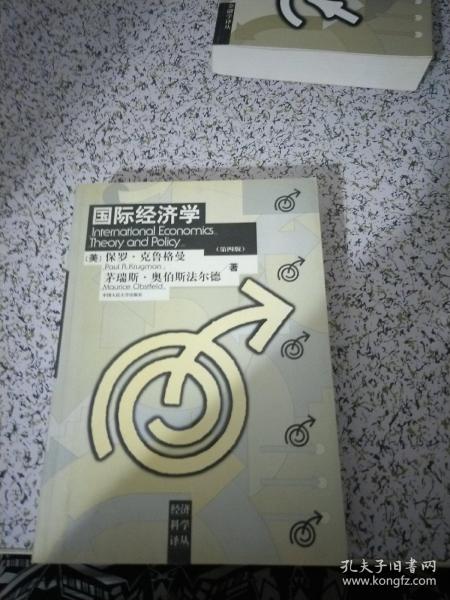 学译丛
国际经济学
International Economics
Theory and Policy
（第四版）
（美）保罗·克鲁格曼
Paul R.Krugman
著
茅瑞斯·奥伯斯法尔德
Maurice Obstfeld
中国人民大学出版社
经济
科学
译丛
孔夫子旧书网
www.kongfz.com